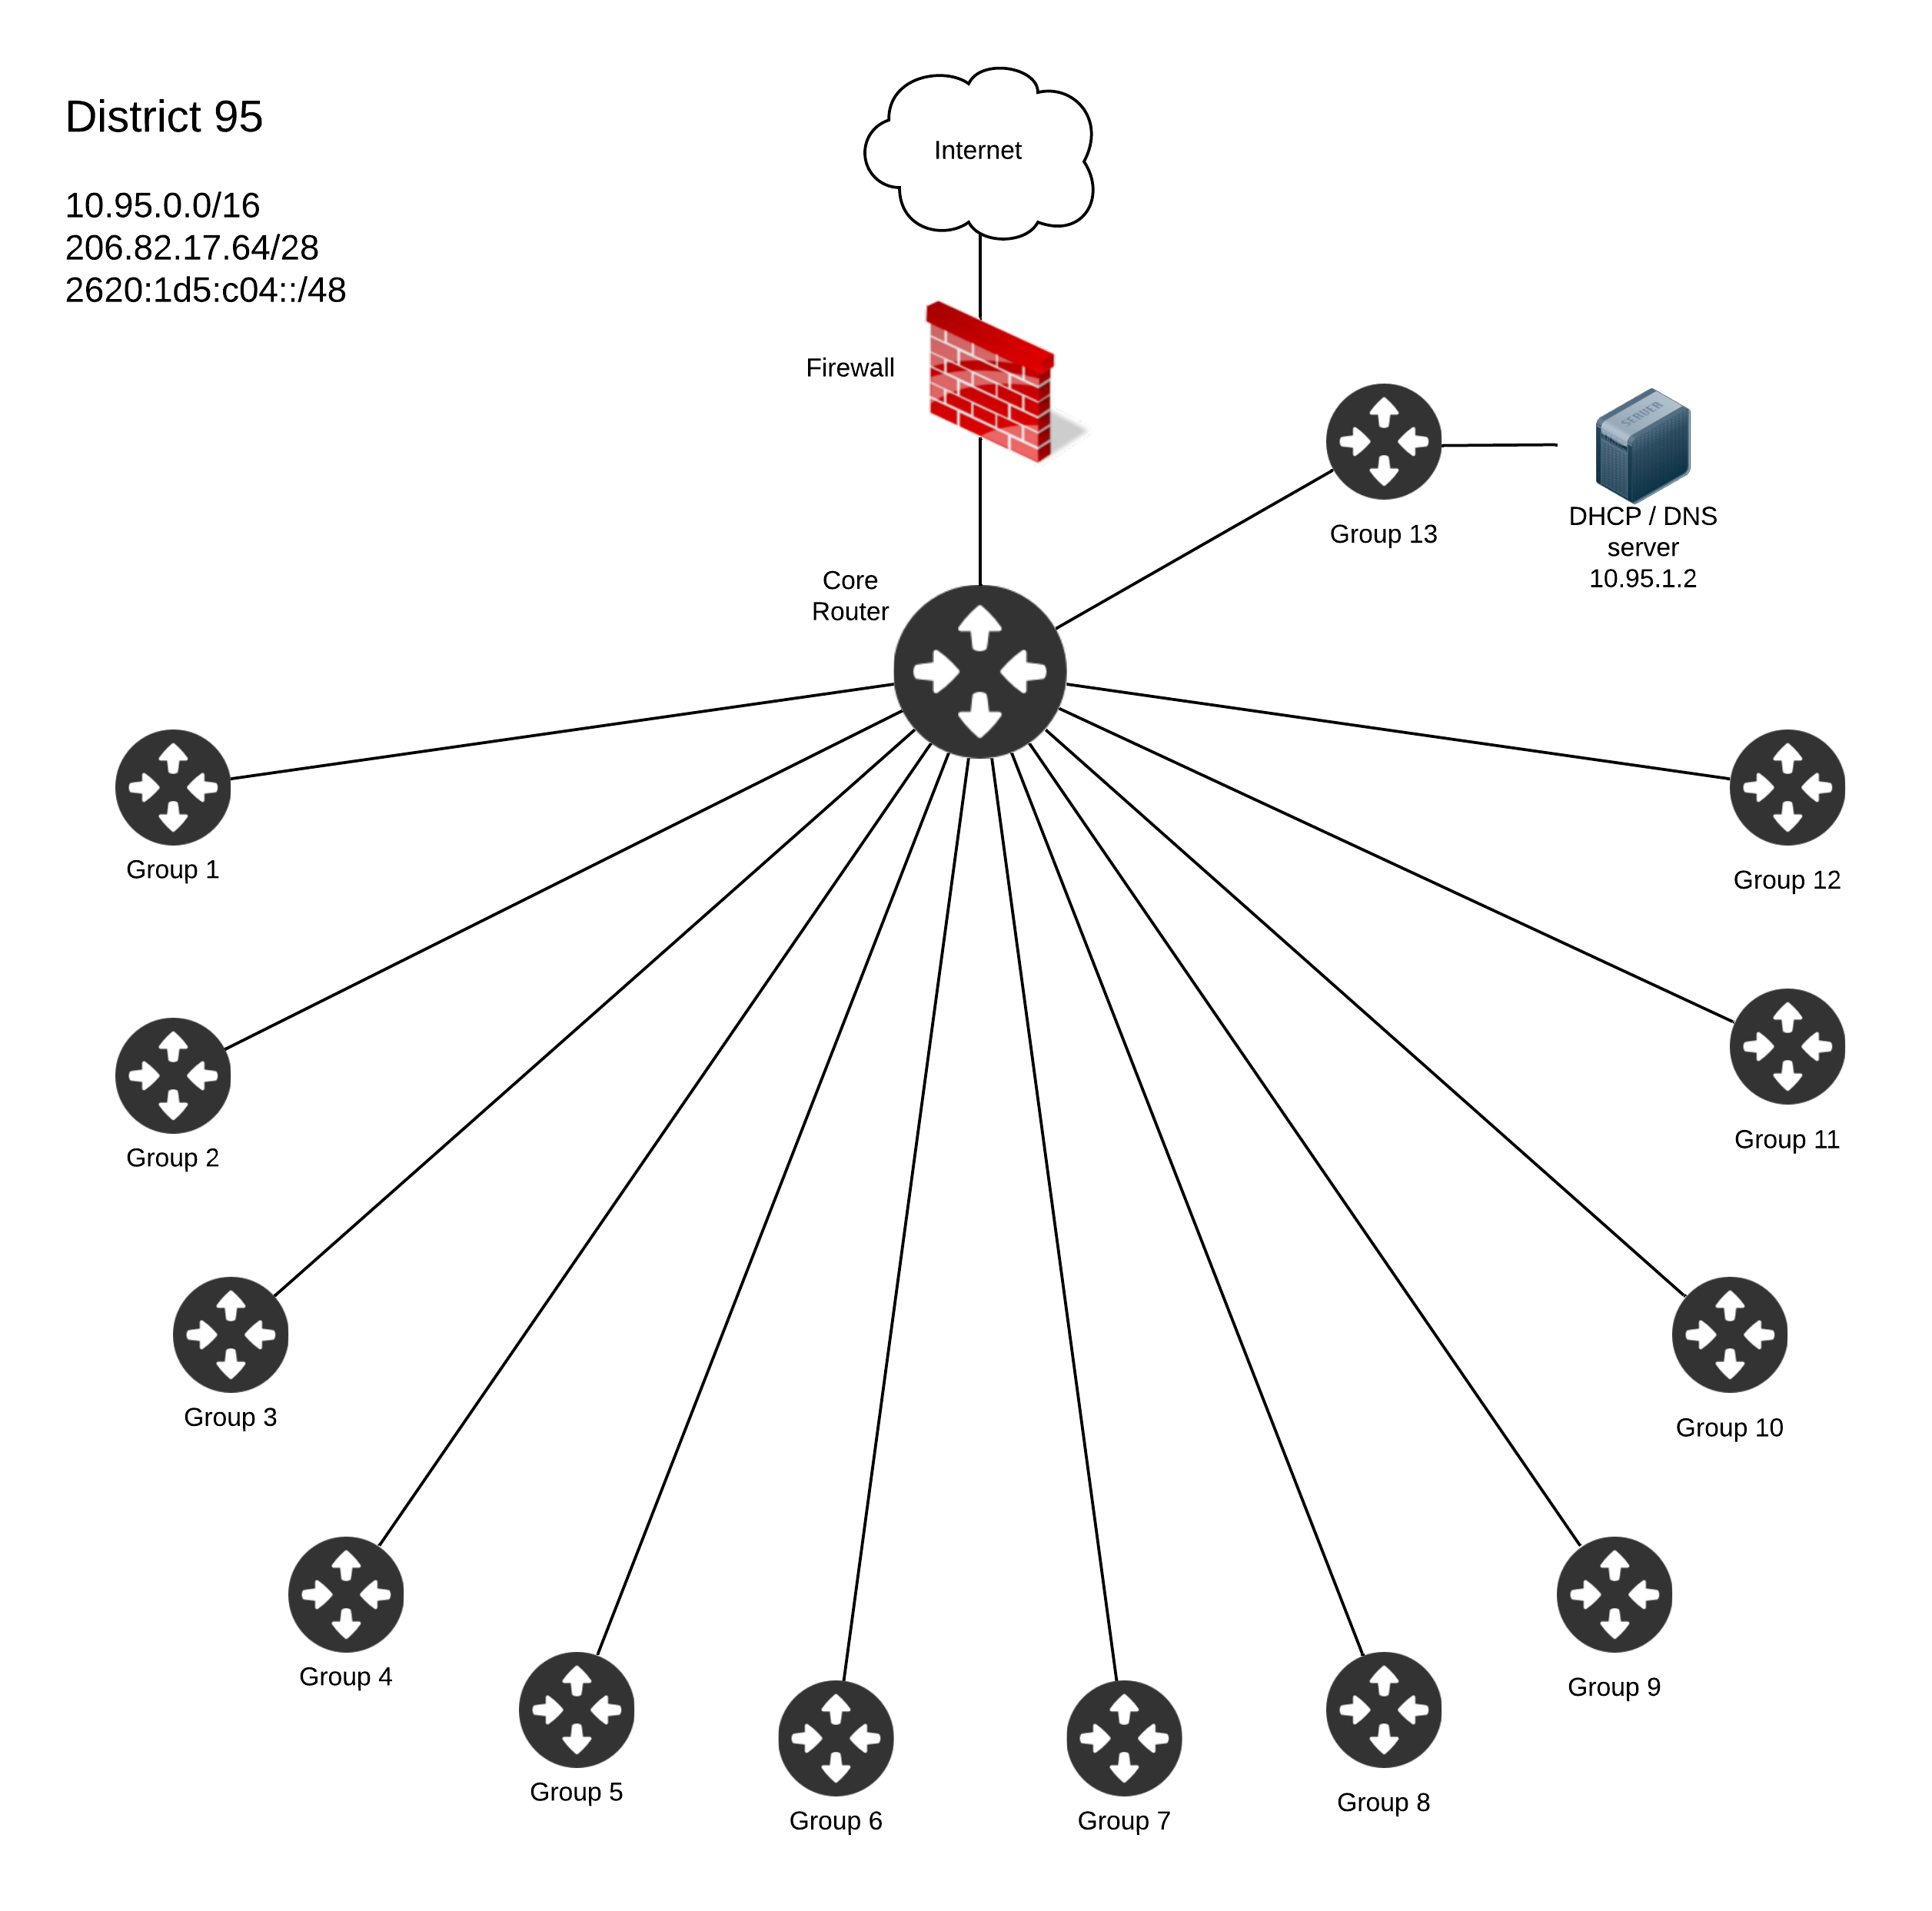 District 95
10.95.0.0/16
206.82.17.64/28
2620:1d5:c04::/48
Internet
Firewall
SERVER
Group 13
DHCP / DNS
server
10.95.1.2
Core
Router
Group 1
Group 12
Group 2
Group 11
Group 3
Group 10
Group 4
Group 9
Group 5
Group 8
Group 6
Group 7